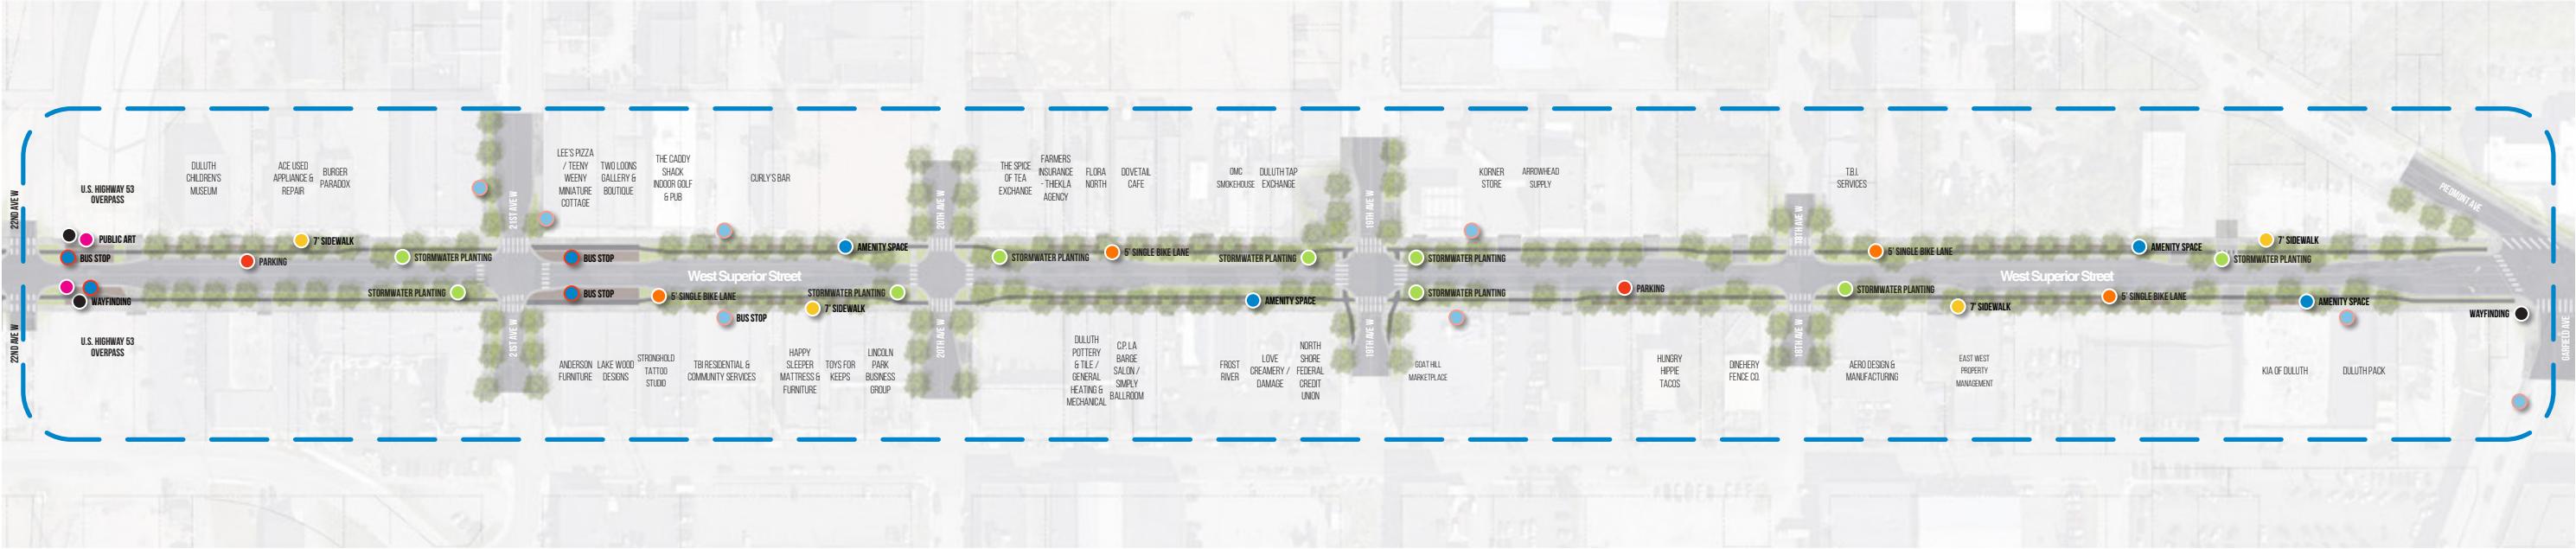 22ND AVE W
U.S. HIGHWAY 53
OVERPASS
PUBLIC ART
BUS STOP
WAYFINDING
22ND AVE W
U.S. HIGHWAY 53
OVERPASS
DULUTH
CHILDREN'S
MUSEUM
ACE USED
APPLIANCE &
REPAIR
BURGER
PARADOX
7' SIDEWALK
PARKING
STORMWATER PLANTING
STORMWATER PLANTING
21ST AVE W
21ST AVE W
LEE'S PIZZA
/ TEENY
WEENY
MINIATURE
COTTAGE
TWO LOONS
GALLERY &
BOUTIQUE
THE CADDY
SHACK
INDOOR GOLF
& PUB
CURLY'S BAR
BUS STOP
AMENITY SPACE
West Superior Street
BUS STOP
5' SINGLE BIKE LANE
STORMWATER PLANTING
BUS STOP
7' SIDEWALK
ANDERSON
FURNITURE
LAKE WOOD
DESIGNS
STRONGHOLD
TATTOO
STUDIO
TBI RESIDENTIAL &
COMMUNITY SERVICES
HAPPY
SLEEPER
MATTRESS &
FURNITURE
TOYS FOR
KEEPS
LINCOLN
PARK
BUSINESS
GROUP
20TH AVE W
20TH AVE W
THE SPICE
OF TEA
EXCHANGE
FARMERS
INSURANCE
- THIEKLA
AGENCY
FLORA
NORTH
DOVETAIL
CAFE
OMC
SMOKEHOUSE
DULUTH TAP
EXCHANGE
STORMWATER PLANTING
5' SINGLE BIKE LANE
STORMWATER PLANTING
AMENITY SPACE
DULUTH
POTTERY
& TILE /
GENERAL
HEATING &
MECHANICAL
C.P. LA
BARGE
SALON /
SIMPLY
BALLROOM
FROST
RIVER
LOVE
CREAMERY /
DAMAGE
NORTH
SHORE
FEDERAL
CREDIT
UNION
19TH AVE W
19TH AVE W
KORNER
STORE
ARROWHEAD
SUPPLY
STORMWATER PLANTING
STORMWATER PLANTING
PARKING
GOAT HILL
MARKETPLACE
HUNGRY
HIPPIE
TACOS
DINEHERY
FENCE CO.
18TH AVE W
18TH AVE W
T.B.I.
SERVICES
5' SINGLE BIKE LANE
STORMWATER PLANTING
7' SIDEWALK
AERO DESIGN &
MANUFACTURING
EAST WEST
PROPERTY
MANAGEMENT
West Superior Street
5' SINGLE BIKE LANE
AMENITY SPACE
7' SIDEWALK
STORMWATER PLANTING
AMENITY SPACE
KIA OF DULUTH
DULUTH PACK
PIEDMONT AVE
WAYFINDING
GARFIELD AVE